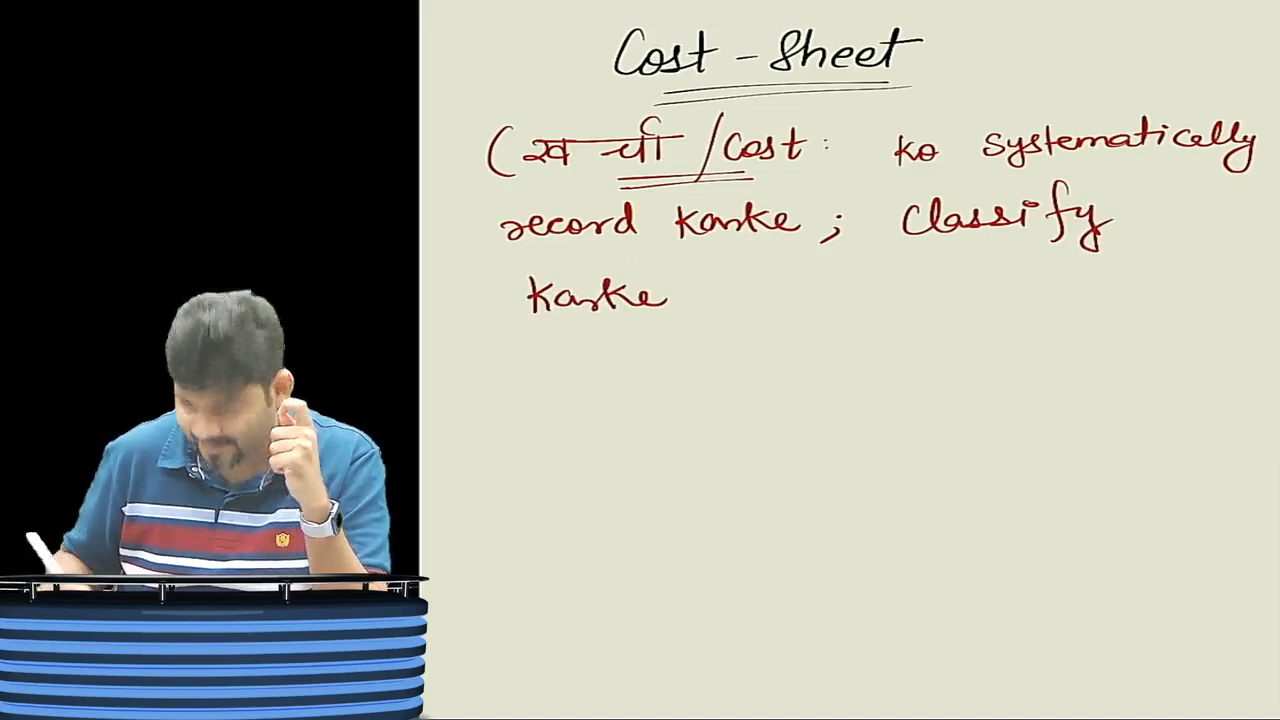 Cost - Sheet
(खर्चा /Cost : ko systematically
record karke ; Classify
karke